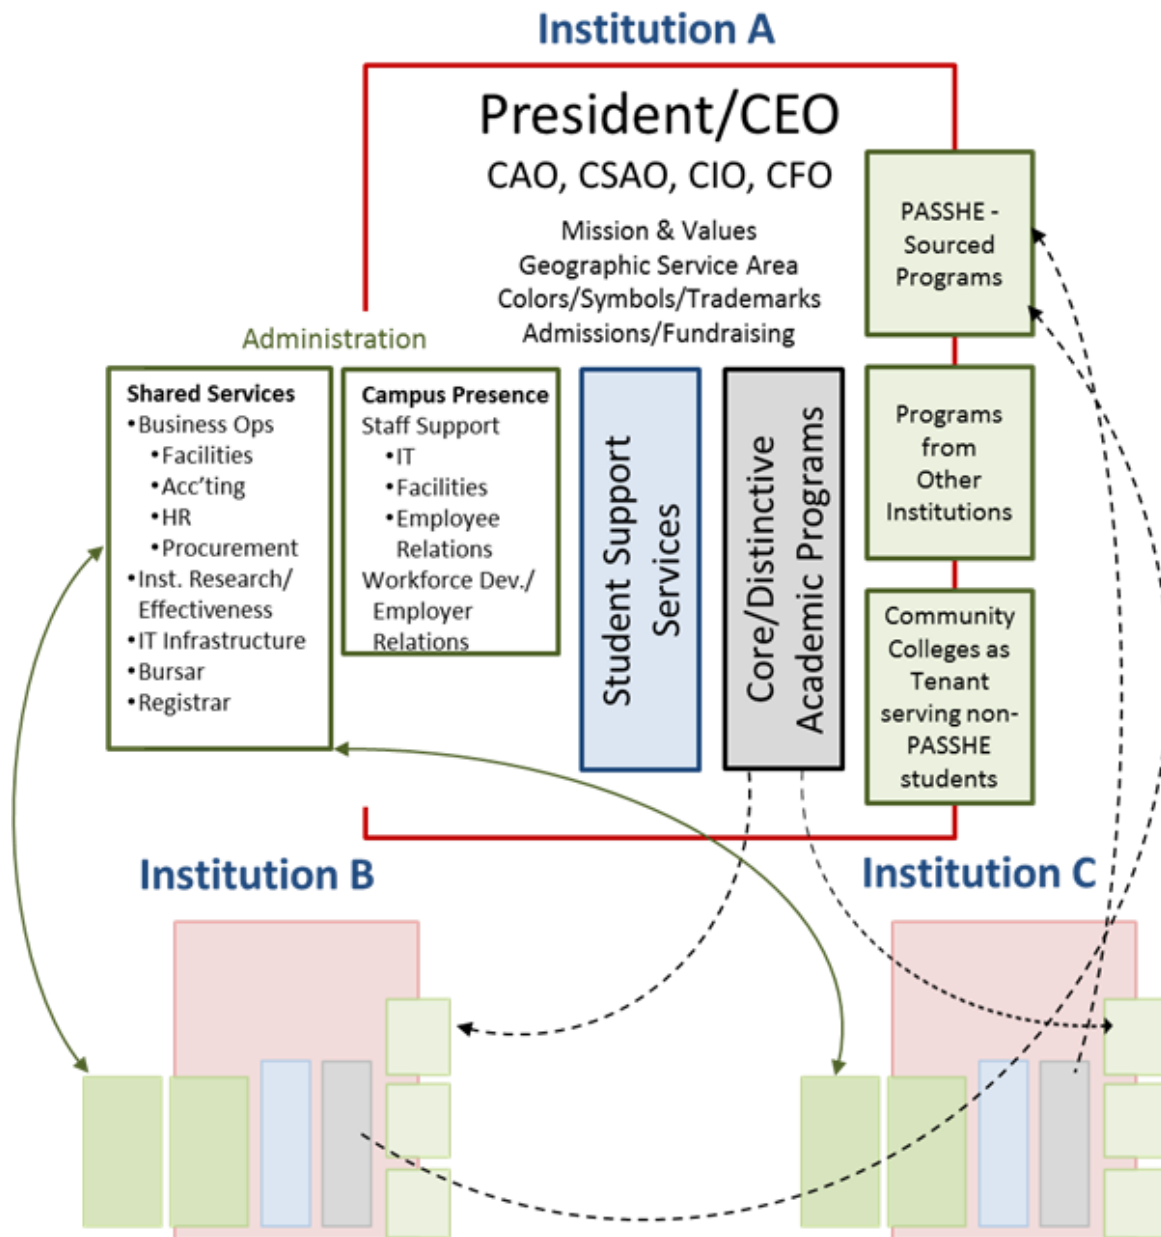 Institution A
President/CEO
CAO, CSAO, CIO, CFO
Mission & Values
Geographic Service Area
Colors/Symbols/Trademarks
Admissions/Fundraising
Administration
Shared Services
•Business Ops
•Facilities
•Acc'ting
•HR
•Procurement
•Inst. Research/
Effectiveness
•IT Infrastructure
•Bursar
•Registrar
Campus Presence
Staff Support
•IT
•Facilities
•Employee
Relations
Workforce Dev./
Employer
Relations
Student Support
Services
Core/Distinctive
Academic Programs
PASSHE -
Sourced
Programs
Programs
from
Other
Institutions
Community
Colleges as
Tenant
serving non-
PASSHE
students
Institution B
Institution C